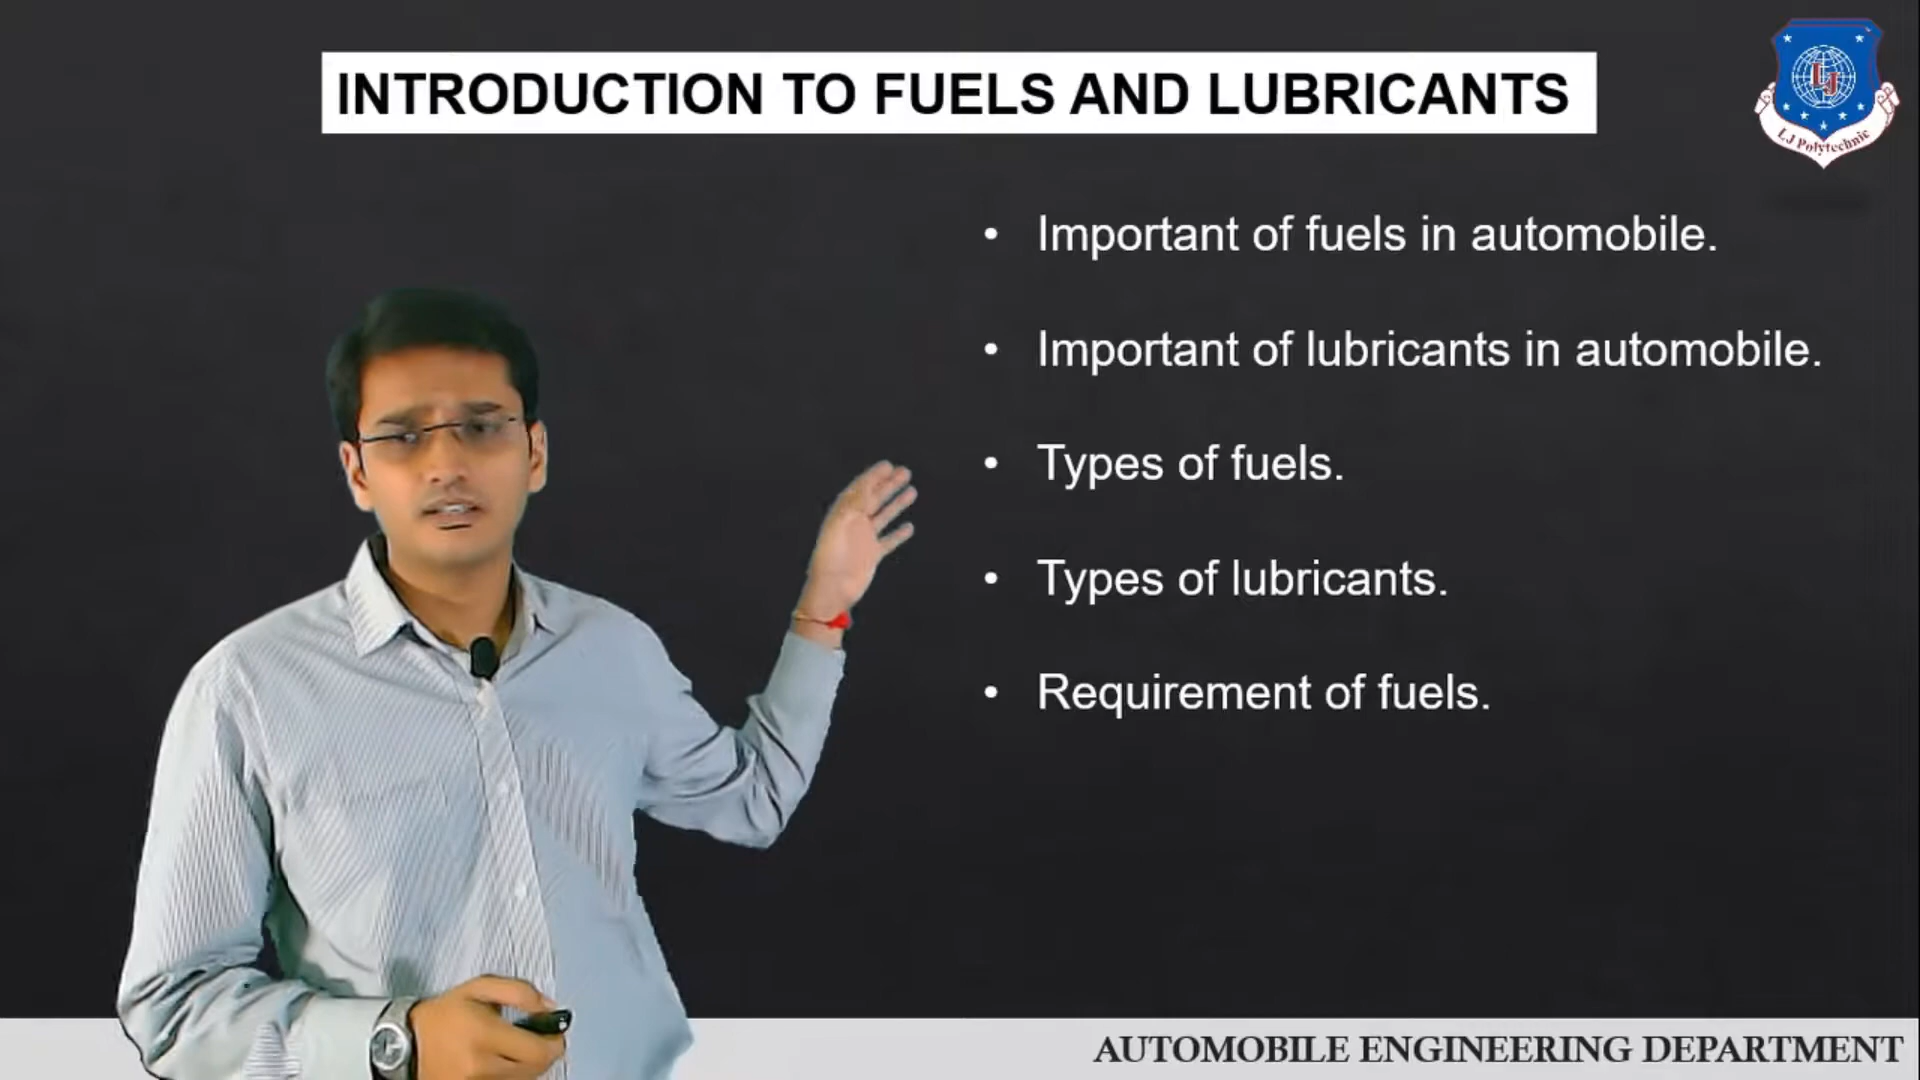 INTRODUCTION TO FUELS AND LUBRICANTS
LJ
LJ Polytechnic
• Important of fuels in automobile.
• Important of lubricants in automobile.
• Types of fuels.
• Types of lubricants.
• Requirement of fuels.
AUTOMOBILE ENGINEERING DEPARTMENT